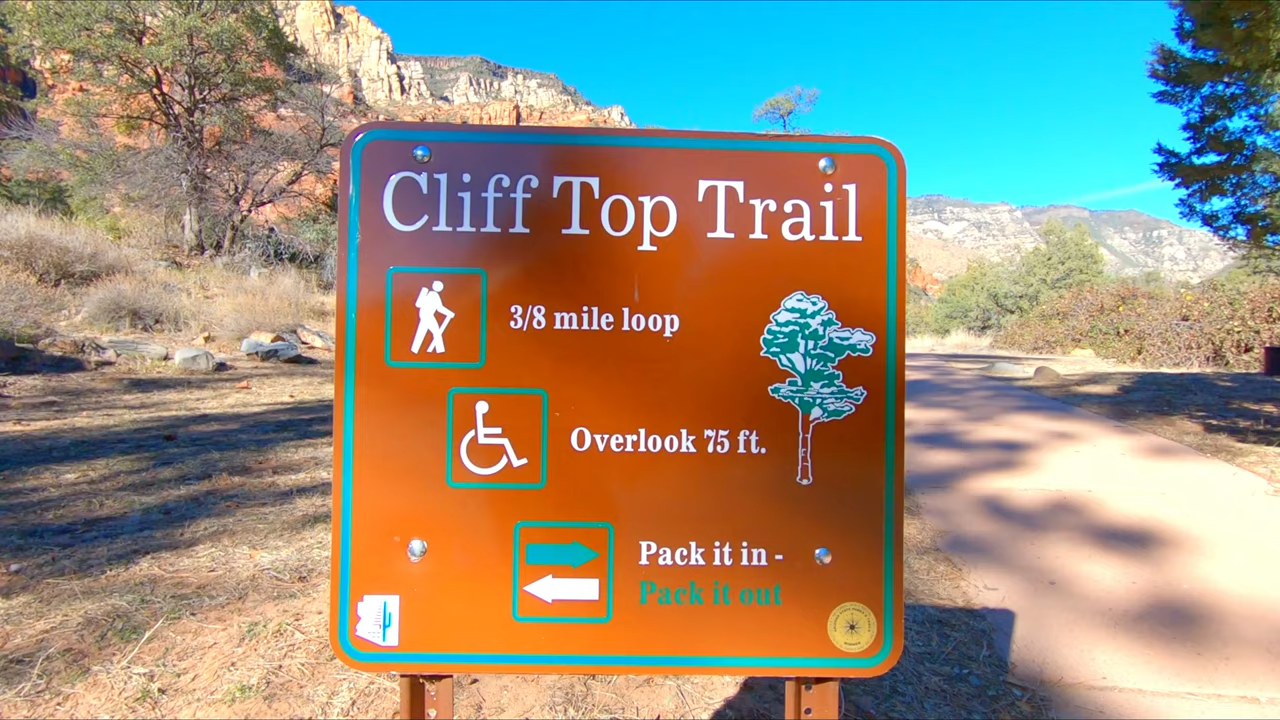 Cliff Top Trail
3/8 mile loop
Overlook 75 ft.
Pack it in -
Pack it out